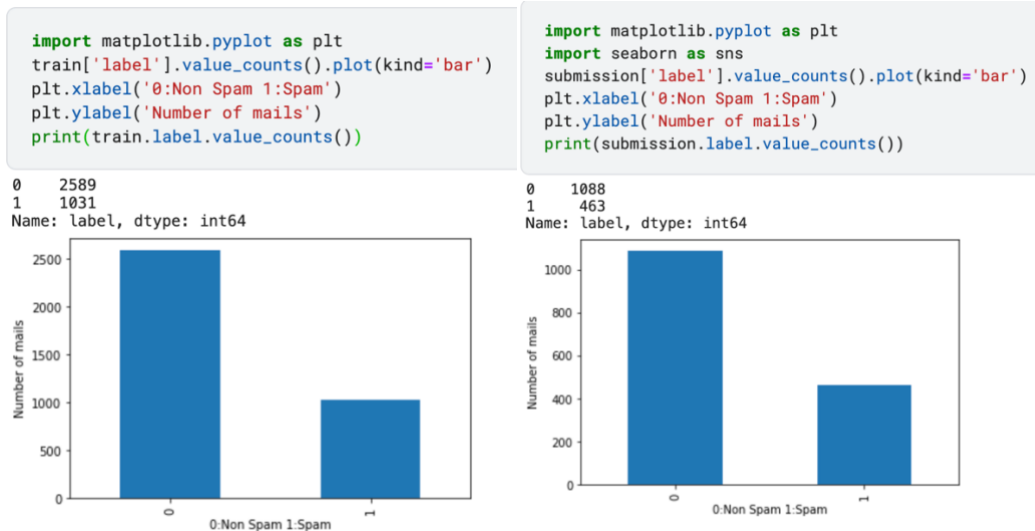 import matplotlib.pyplot as plt
train['label'].value_counts().plot(kind='bar')
plt.xlabel('0:Non Spam 1:Spam')
plt.ylabel('Number of mails')
print(train.label.value_counts())
0    2589
1    1031
Name: label, dtype: int64
2500
2000
1500
1000
500
0
Number of mails
0
1
0:Non Spam 1:Spam
import matplotlib.pyplot as plt
import seaborn as sns
submission['label'].value_counts().plot(kind='bar')
plt.xlabel('0:Non Spam 1:Spam')
plt.ylabel('Number of mails')
print(submission.label.value_counts())
0    1088
1     463
Name: label, dtype: int64
1000
800
600
400
200
0
Number of mails
0
1
0:Non Spam 1:Spam